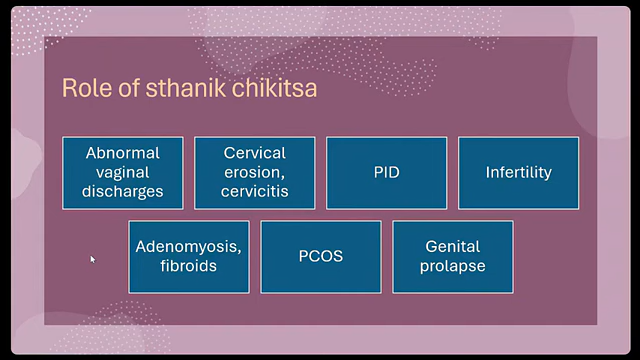 Role of sthanik chikitsa
Abnormal
vaginal
discharges
Cervical
erosion,
cervicitis
PID
Infertility
Adenomyosis,
fibroids
PCOS
Genital
prolapse